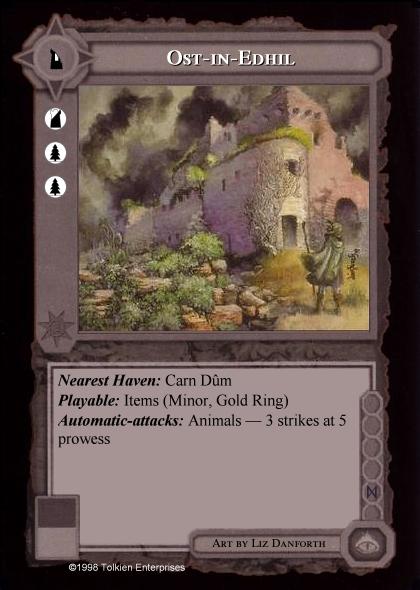 Ost-in-Edhil
Nearest Haven: Carn Dûm
Playable: Items (Minor, Gold Ring)
Automatic-attacks: Animals — 3 strikes at 5
prowess
Art by Liz Danforth
©1998 Tolkien Enterprises